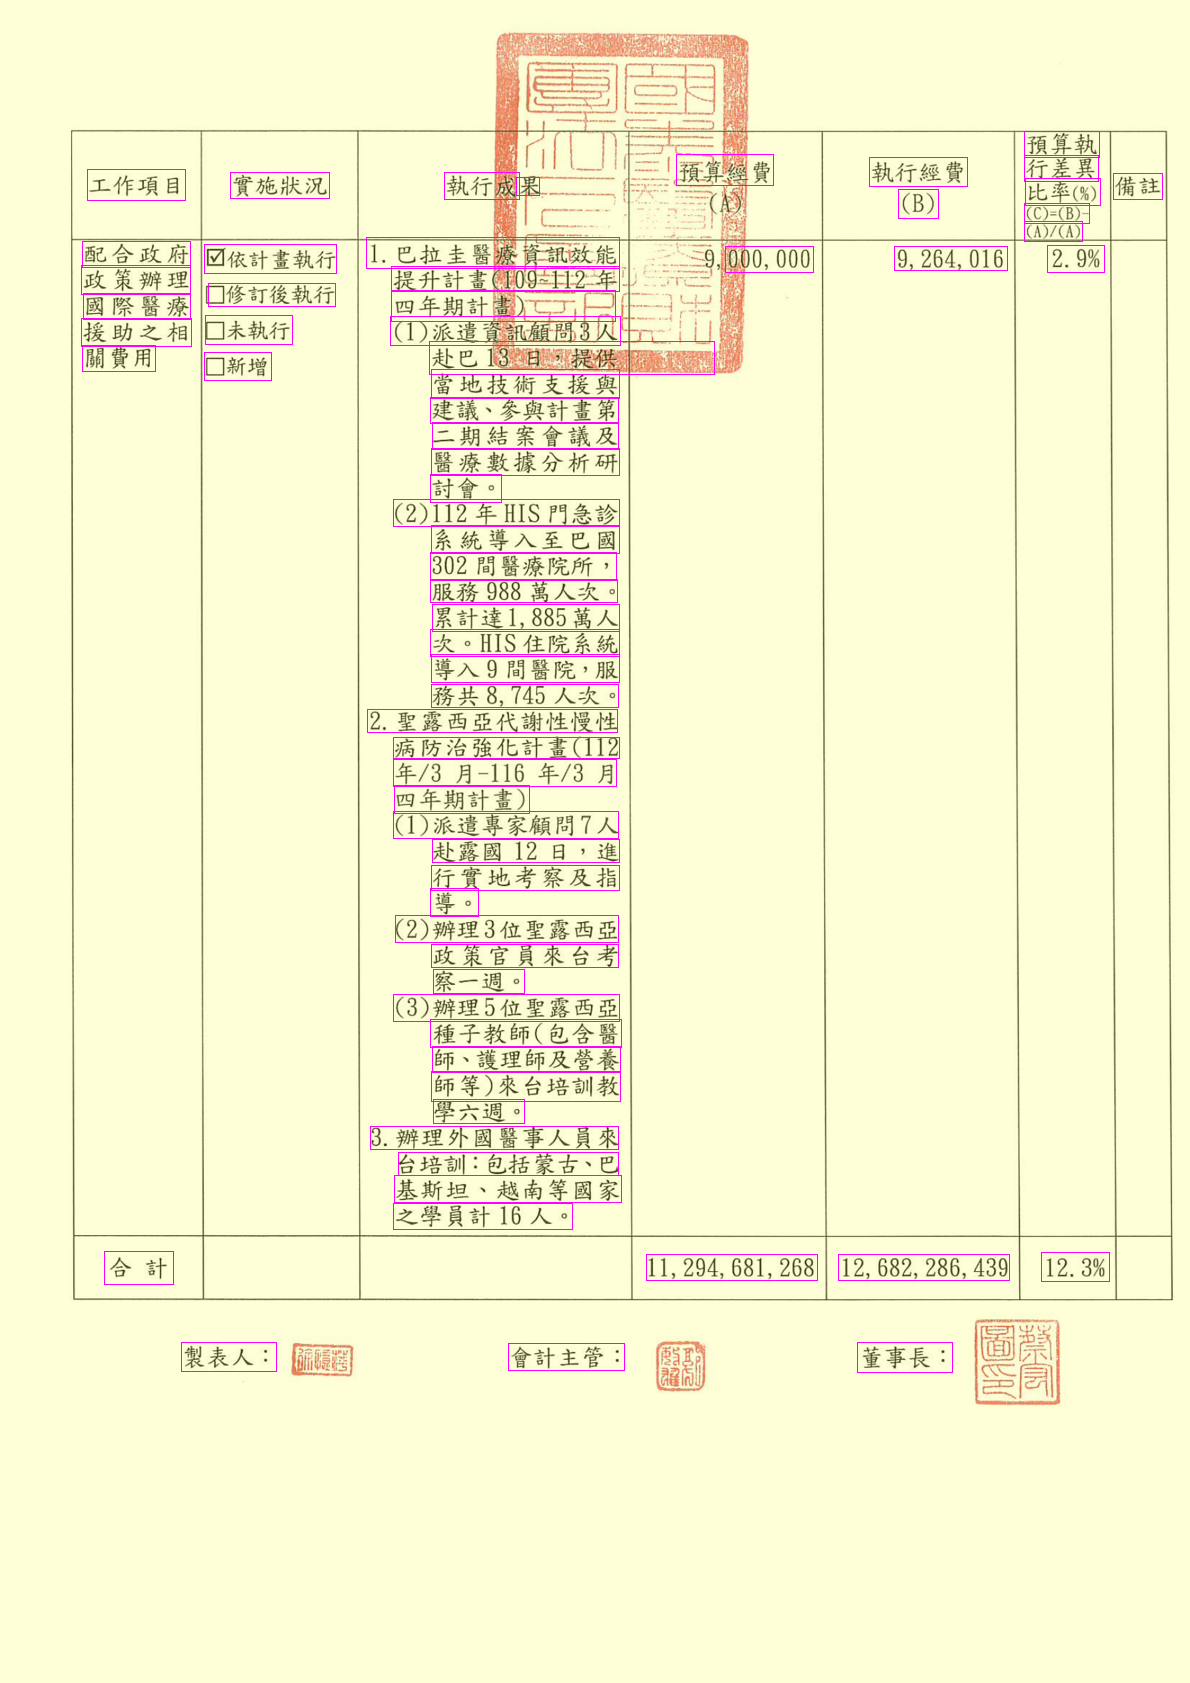 工作項目 實施狀況 執行成果 預算經費 (A) 執行經費 (B) 預算執行差異比率(%) (C)=(B)-(A)/(A) 備註
配合政府
政策辦理
國際醫療
援助之相
關費用
☑依計畫執行
□修訂後執行
□未執行
□新增
1.巴拉圭醫療資訊效能
提升計畫(109-112 年
四年期計畫)
(1)派遣資訊顧問3人
赴巴 13 日，提供
當地技術支援與
建議、參與計畫第
二期結案會議及
醫療數據分析研
討會。
(2)112 年 HIS 門急診
系統導入至巴國
302 間醫療院所，
服務 988 萬人次。
累計達1,885萬人
次。HIS 住院系統
導入 9 間醫院，服
務共 8,745 人次。
2.聖露西亞代謝性慢性
病防治強化計畫(112
年/3 月-116 年/3 月
四年期計畫)
(1)派遣專家顧問7人
赴露國 12 日，進
行實地考察及指
導。
(2)辦理3位聖露西亞
政策官員來台考
察一週。
(3)辦理5位聖露西亞
種子教師(包含醫
師、護理師及營養
師等)來台培訓教
學六週。
3.辦理外國醫事人員來
台培訓：包括蒙古、巴
基斯坦、越南等國家
之學員計 16 人。
9,000,000
9,264,016
2.9%
合 計 11,294,681,268 12,682,286,439 12.3%
製表人： 會計主管： 董事長：